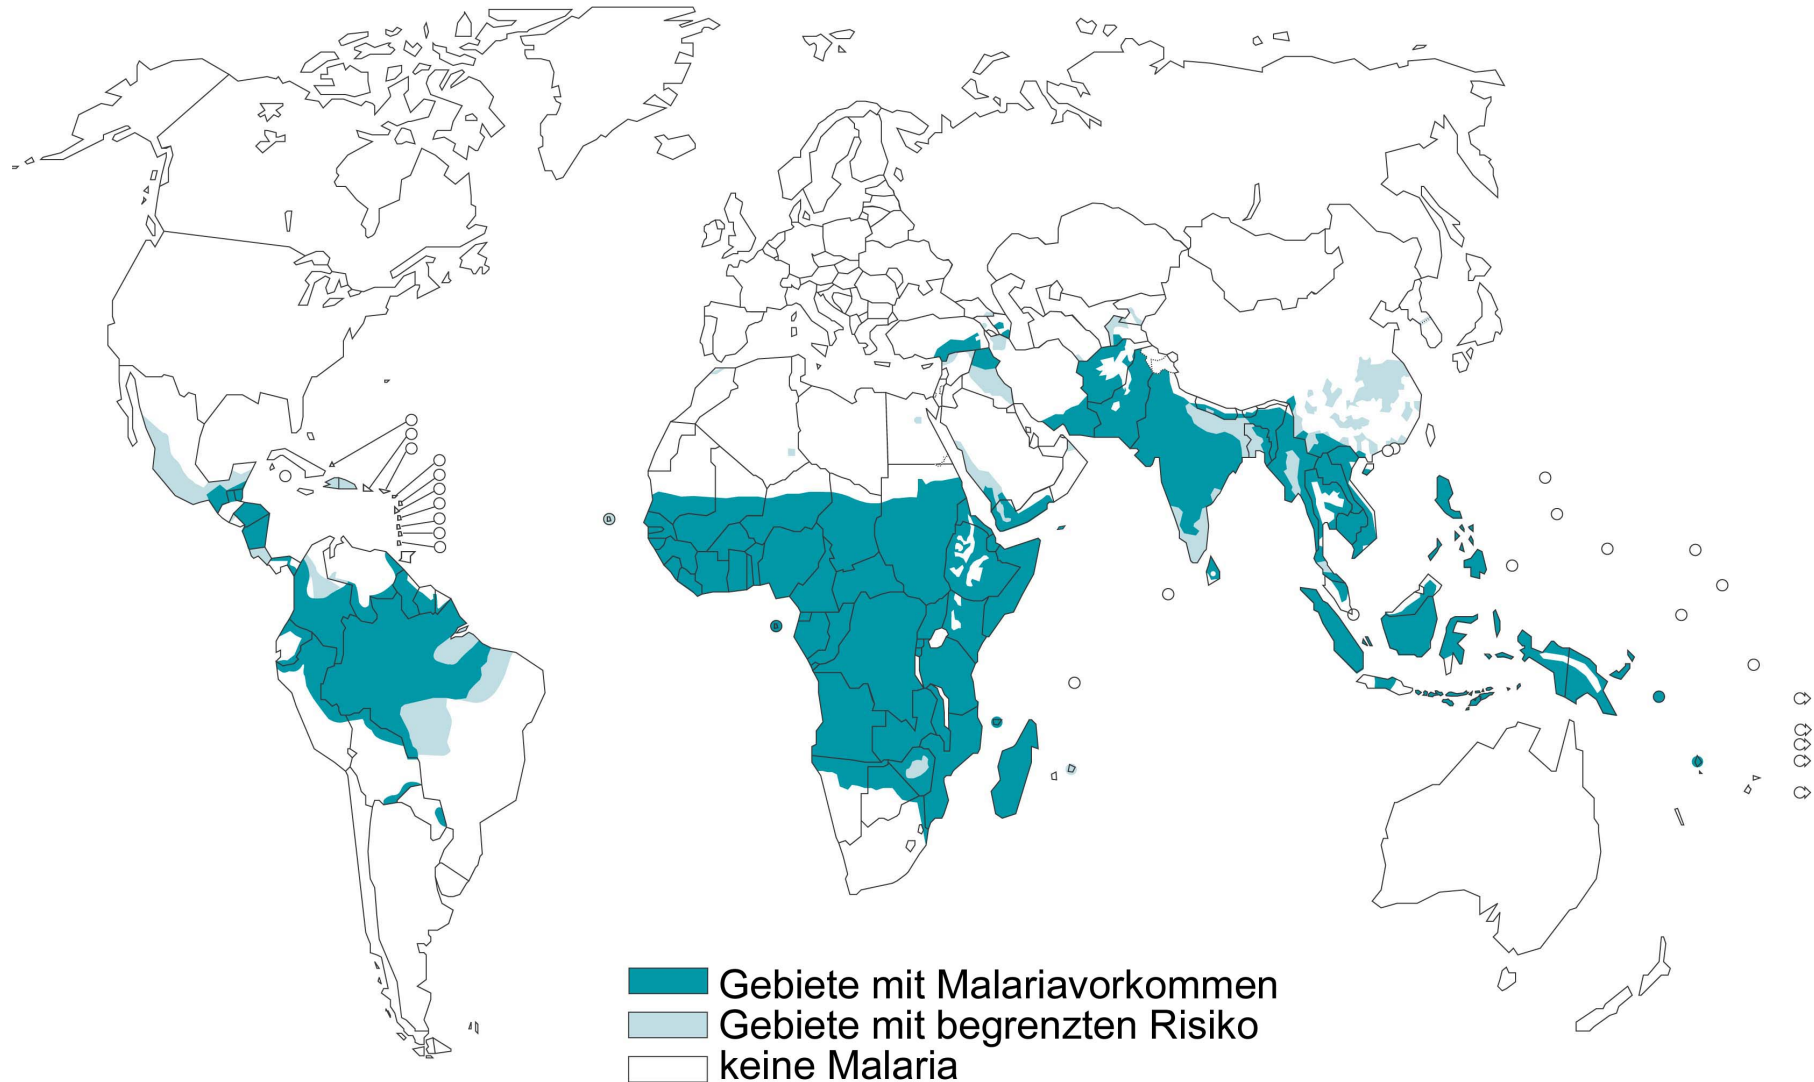 Gebiete mit Malariavorkommen
Gebiete mit begrenzten Risiko
keine Malaria